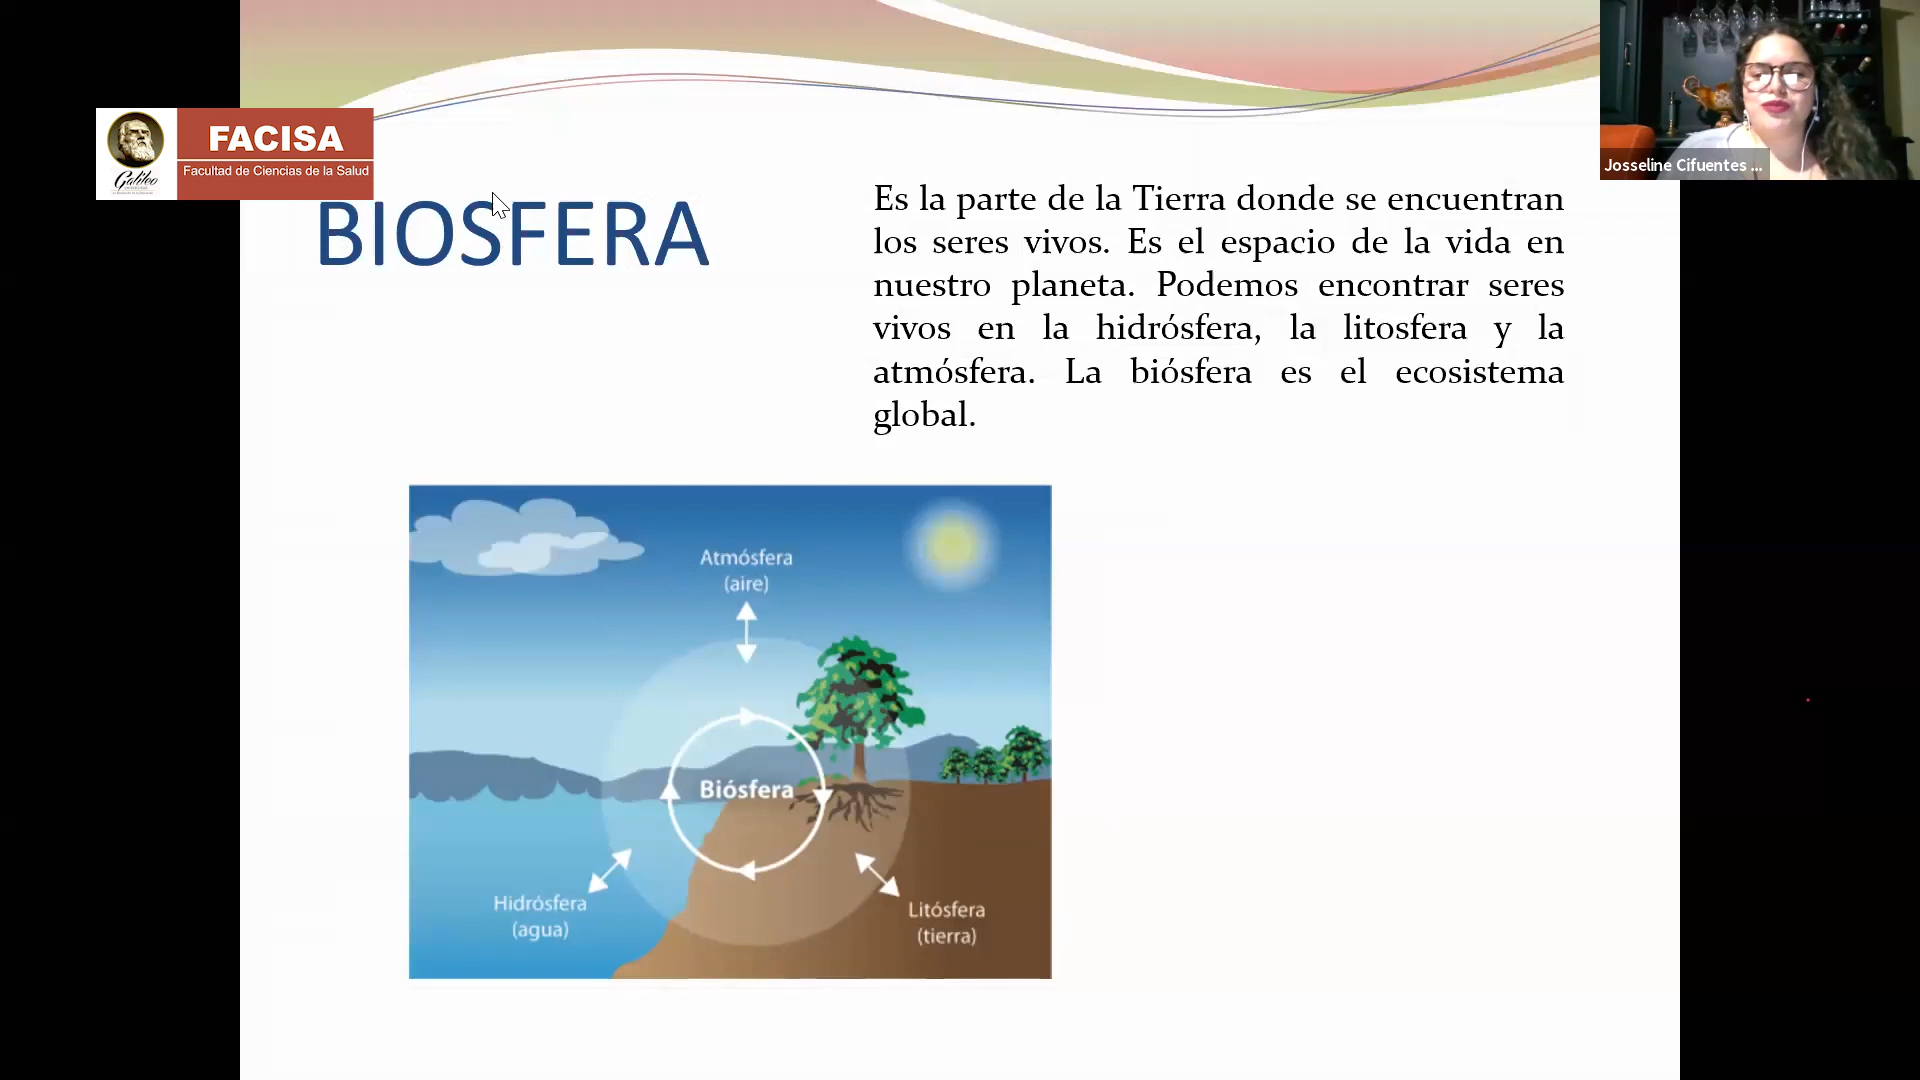 FACISA
Facultad de Ciencias de la Salud
Galileo
BIOSFERA
Es la parte de la Tierra donde se encuentran
los seres vivos. Es el espacio de la vida en
nuestro planeta. Podemos encontrar seres
vivos en la hidrósfera, la litosfera y la
atmósfera. La biósfera es el ecosistema
global.
Josseline Cifuentes ...
Atmósfera
(aire)
Biósfera
Hidrósfera
(agua)
Litósfera
(tierra)